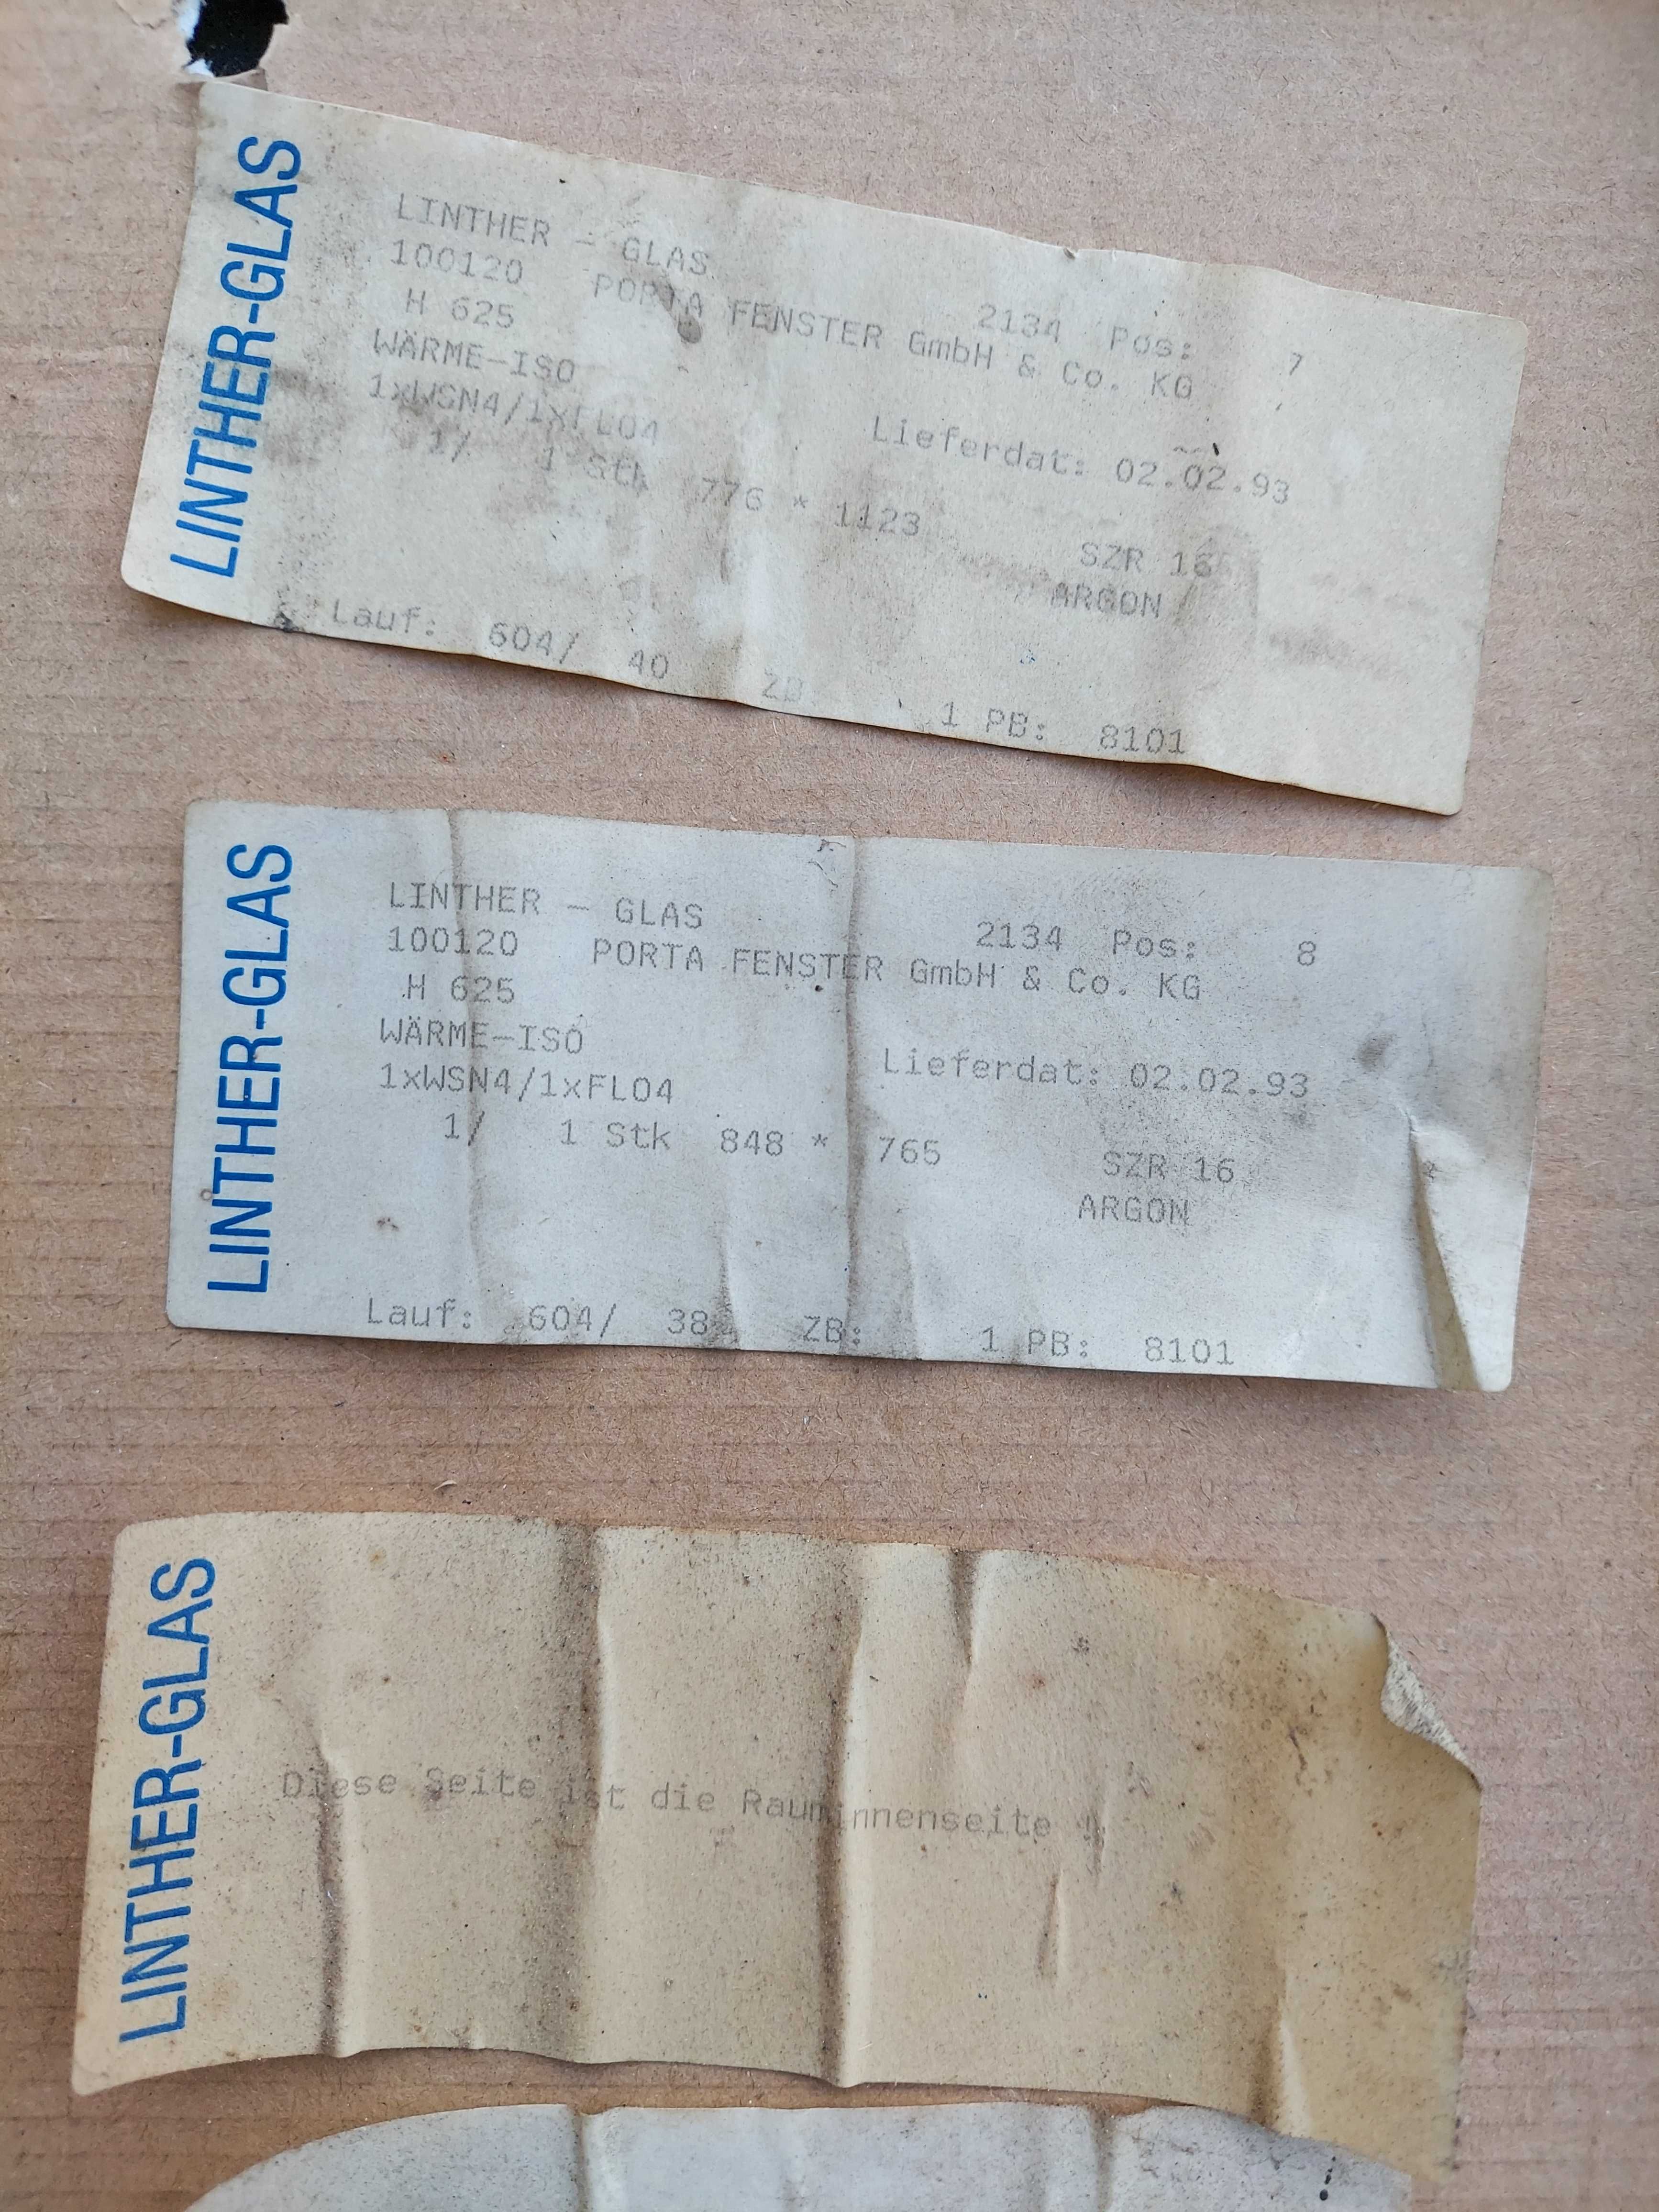 LINTHER-GLAS
LINTHER - GLAS 2134 Pos: 7
100120 PORTA FENSTER GmbH & Co. KG
H 625
WÄRME-ISO Lieferdat: 02.02.93
1xWSN4/1xFLO4
1/ 1 Stk 776 * 1123 SZR 16
ARGON
Lauf: 604/ 40 ZB 1 PB: 8101
LINTHER-GLAS
LINTHER - GLAS 2134 Pos: 8
100120 PORTA FENSTER GmbH & Co. KG
H 625
WÄRME-ISO Lieferdat: 02.02.93
1xWSN4/1xFLO4
1/ 1 Stk 848 * 765 SZR 16
ARGON
Lauf: 604/ 38 ZB: 1 PB: 8101
LINTHER-GLAS
Diese Seite ist die Rauminnenseite !